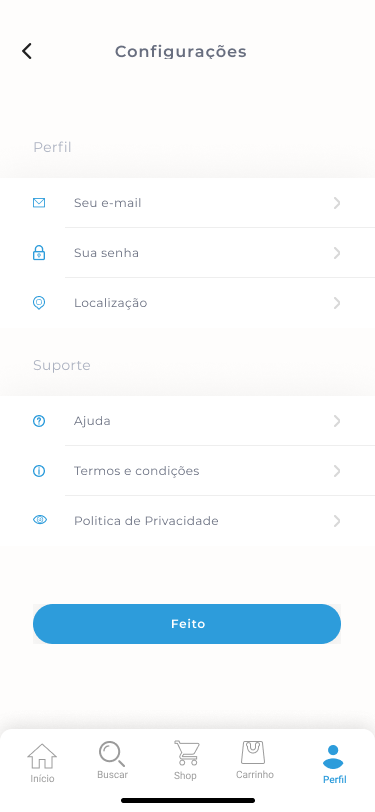 Configurações
Perfil
Seu e-mail
Sua senha
Localização
Suporte
Ajuda
Termos e condições
Politica de Privacidade
Feito
Início
Buscar
Shop
Carrinho
Perfil